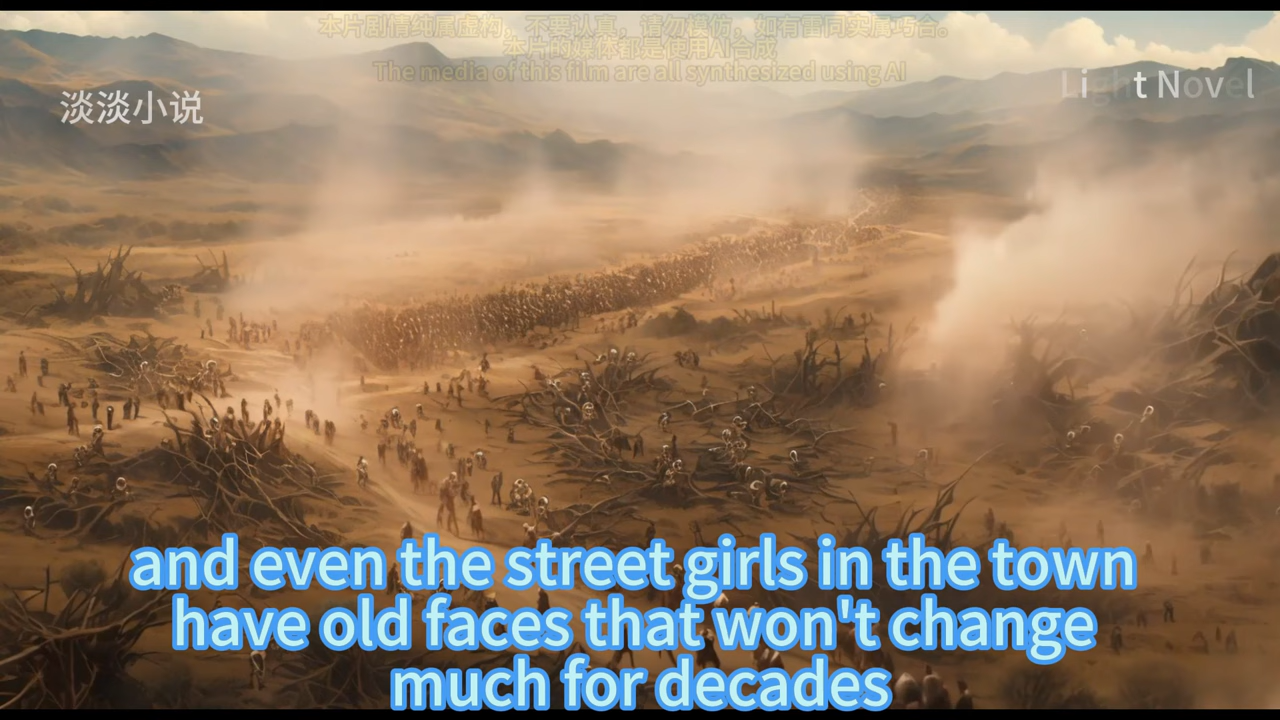 本片剧情纯属虚构，不要认真，请勿模仿，如有雷同实属巧合。
本片的媒体都是使用AI合成
The media of this film are all synthesized using AI
淡淡小说
Light Novel
and even the street girls in the town
have old faces that won't change
much for decades